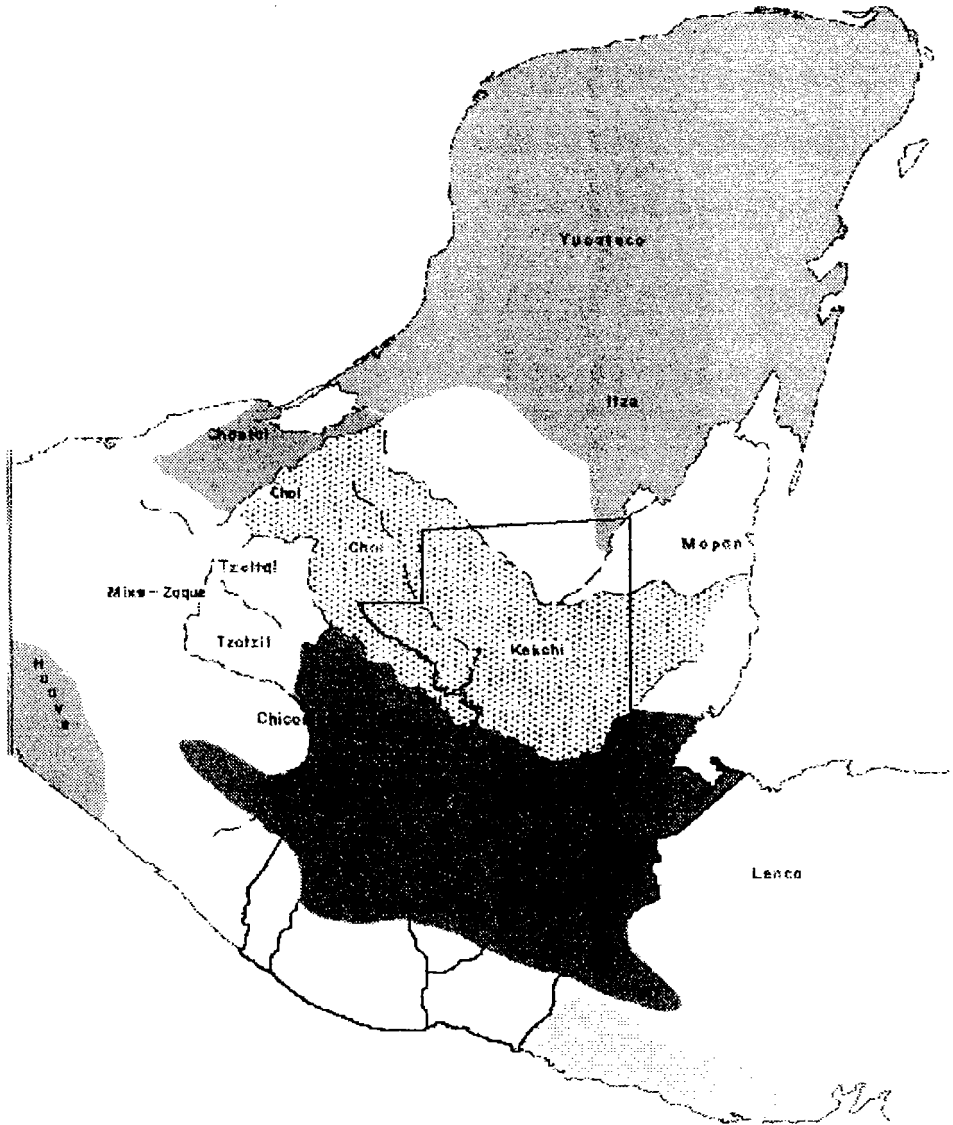 Yucateco
Itza
Chontal
Chol
Chol
Mopan
Tzeltal
Mixe-Zoque
Tzotzil
Kekchi
Huave
Lenca